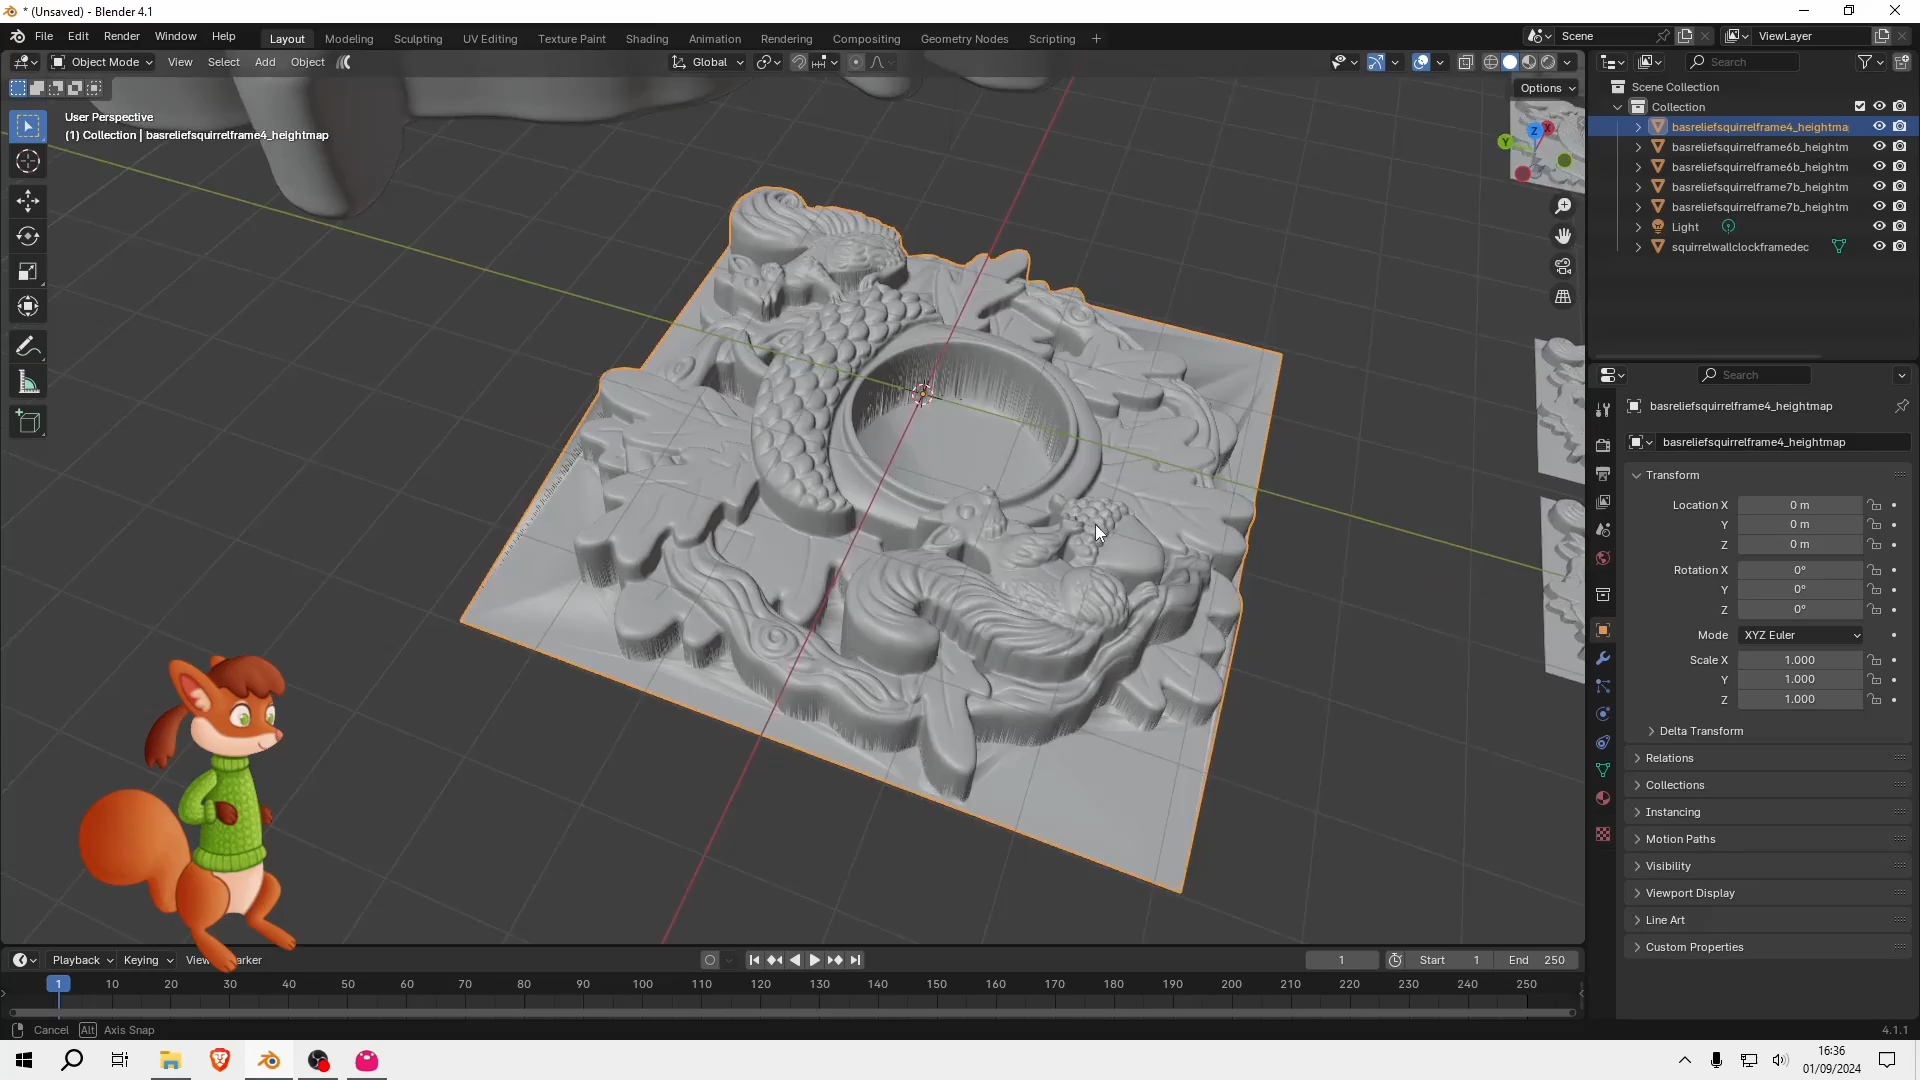 * (Unsaved) - Blender 4.1
File Edit Render Window Help Layout Modeling Sculpting UV Editing Texture Paint Shading Animation Rendering Compositing Geometry Nodes Scripting + Scene ViewLayer
Object Mode View Select Add Object Global Search
Options
User Perspective
(1) Collection | basreliefsquirrelframe4_heightmap
Scene Collection
Collection
basreliefsquirrelframe4_heightma
basreliefsquirrelframe6b_heightm
basreliefsquirrelframe6b_heightm
basreliefsquirrelframe7b_heightm
basreliefsquirrelframe7b_heightm
Light
squirrelwallclockframedec
Z X Y
Search
basreliefsquirrelframe4_heightmap
basreliefsquirrelframe4_heightmap
Transform
Location X 0 m
Y 0 m
Z 0 m
Rotation X 0°
Y 0°
Z 0°
Mode XYZ Euler
Scale X 1.000
Y 1.000
Z 1.000
Delta Transform
Relations
Collections
Instancing
Motion Paths
Visibility
Viewport Display
Line Art
Custom Properties
Playback Keying View arker 1 Start 1 End 250
1 10 20 30 40 50 60 70 80 90 100 110 120 130 140 150 160 170 180 190 200 210 220 230 240 250
Cancel Alt Axis Snap 4.1.1
16:36
01/09/2024